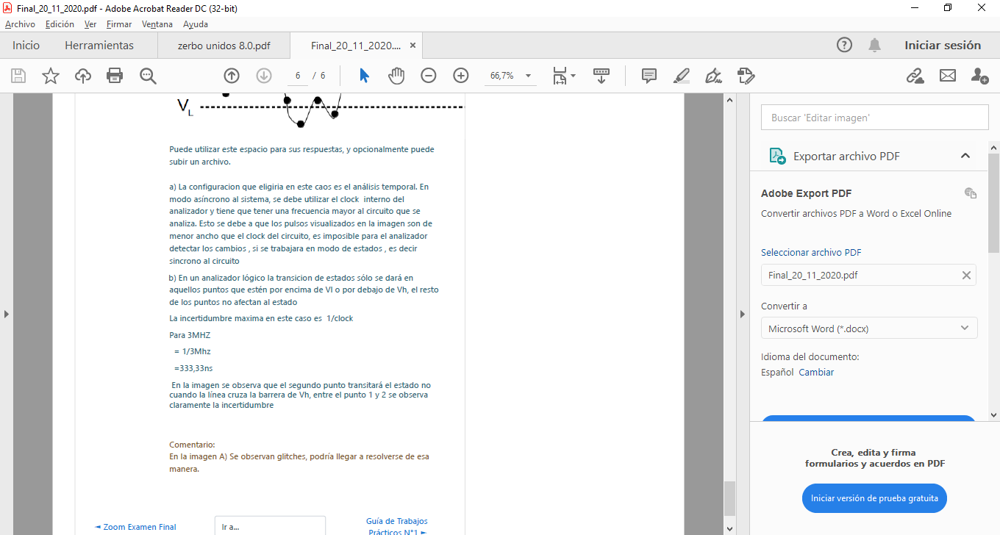 Final_20_11_2020.pdf - Adobe Acrobat Reader DC (32-bit)
Archivo Edición Ver Firmar Ventana Ayuda
Inicio Herramientas zerbo unidos 8.0.pdf Final_20_11_2020.... × ? Iniciar sesión
6 / 6 66,7%
V L
Puede utilizar este espacio para sus respuestas, y opcionalmente puede
subir un archivo.
a) La configuracion que eligiria en este caos es el análisis temporal. En
modo asíncrono al sistema, se debe utilizar el clock interno del
analizador y tiene que tener una frecuencia mayor al circuito que se
analiza. Esto se debe a que los pulsos visualizados en la imagen son de
menor ancho que el clock del circuito, es imposible para el analizador
detectar los cambios , si se trabajara en modo de estados , es decir
sincrono al circuito
b) En un analizador lógico la transicion de estados sólo se dará en
aquellos puntos que estén por encima de Vl o por debajo de Vh, el resto
de los puntos no afectan al estado
La incertidumbre maxima en este caso es 1/clock
Para 3MHZ
= 1/3Mhz
=333,33ns
En la imagen se observa que el segundo punto transitará el estado no
cuando la línea cruza la barrera de Vh, entre el punto 1 y 2 se observa
claramente la incertidumbre
Comentario:
En la imagen A) Se observan glitches, podría llegar a resolverse de esa
manera.
◄ Zoom Examen Final
Ir a...
Guía de Trabajos
Prácticos N°1 ►
Buscar 'Editar imagen'
Exportar archivo PDF
Adobe Export PDF
Convertir archivos PDF a Word o Excel Online
Seleccionar archivo PDF
Final_20_11_2020.pdf
Convertir a
Microsoft Word (*.docx)
Idioma del documento:
Español Cambiar
Crea, edita y firma
formularios y acuerdos en PDF
Iniciar versión de prueba gratuita